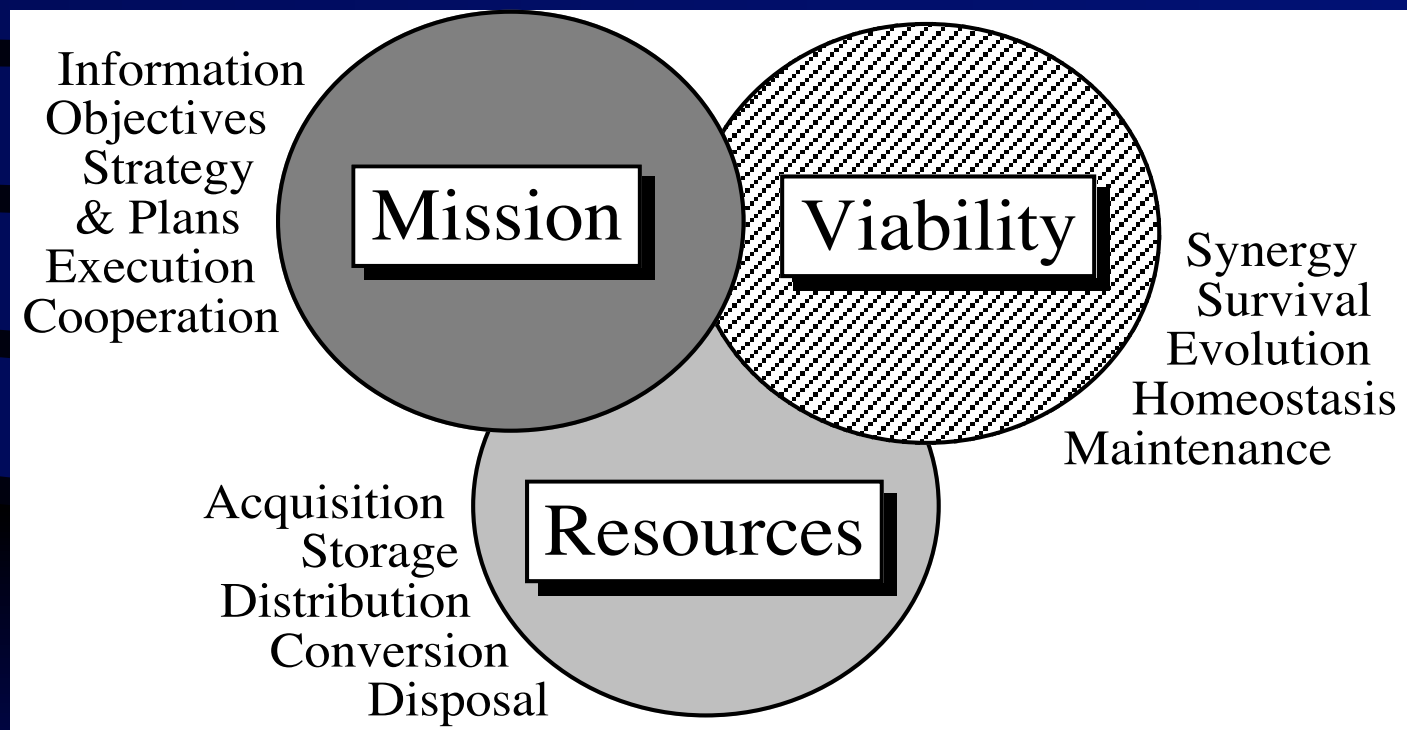 Information
Objectives
Strategy
& Plans
Execution
Cooperation
Mission
Viability
Synergy
Survival
Evolution
Homeostasis
Maintenance
Acquisition
Storage
Distribution
Conversion
Disposal
Resources